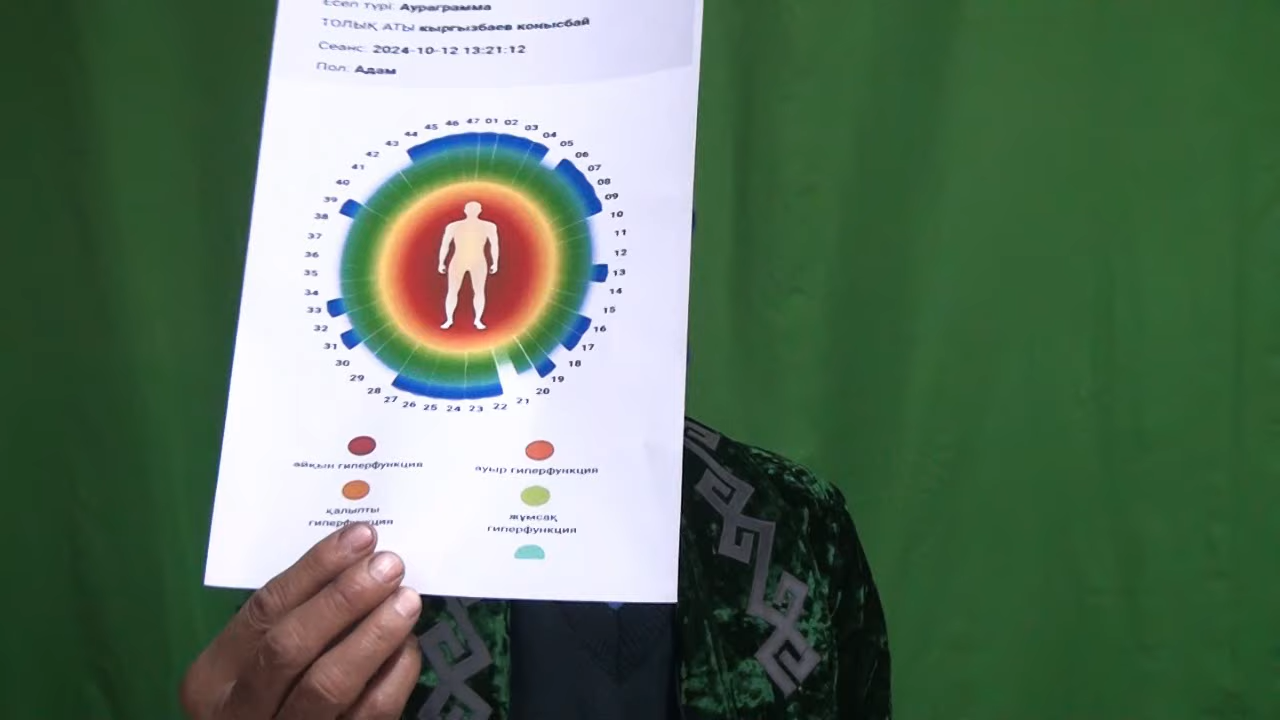 Есеп түрі: Аураграмма
ТОЛЫҚ АТЫ кыргызбаев конысбай
Сеанс: 2024-10-12 13:21:12
Пол: Адам
47 01 02 03 04 05 06 07 08 09 10 11 12 13 14 15 16 17 18 19 20 21 22 23 24 25 26 27 28 29 30 31 32 33 34 35 36 37 38 39 40 41 42 43 44 45 46
айқын гиперфункция
ауыр гиперфункция
қалыпты
гиперфункция
жұмсақ
гиперфункция